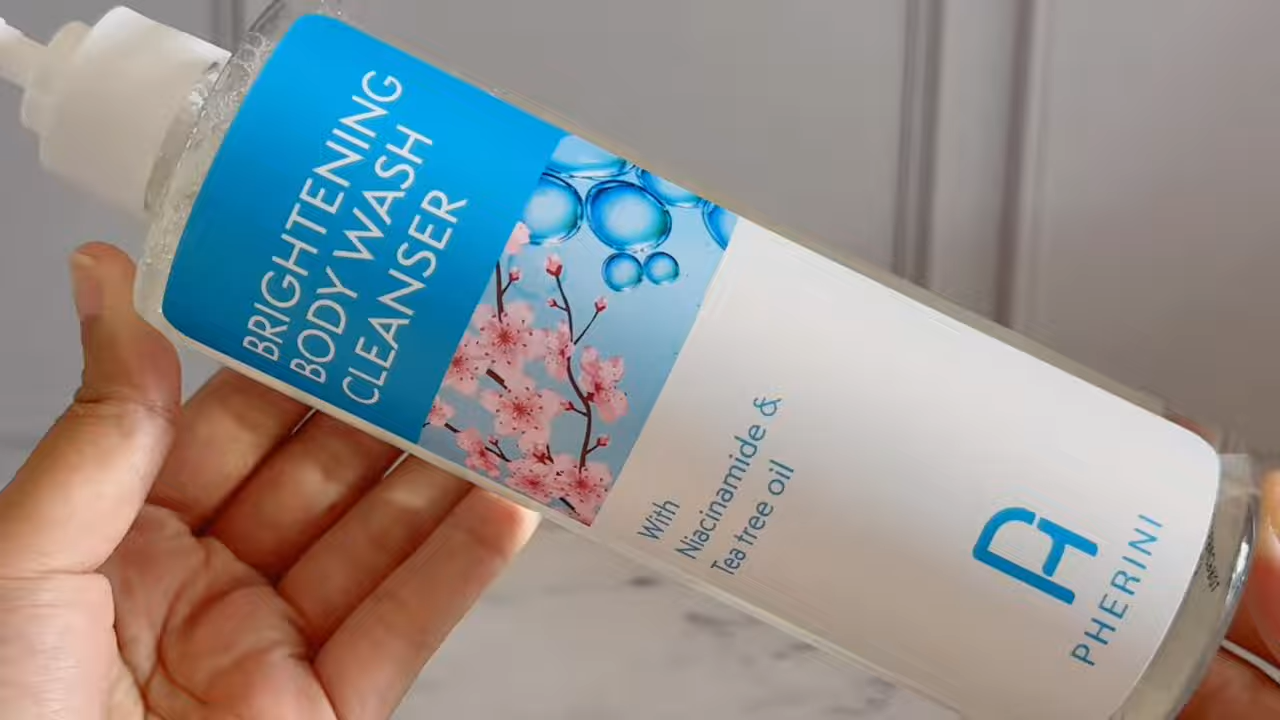 BRIGHTENING
BODY WASH
CLEANSER
With
Niacinamide &
Tea tree oil
PHERINI